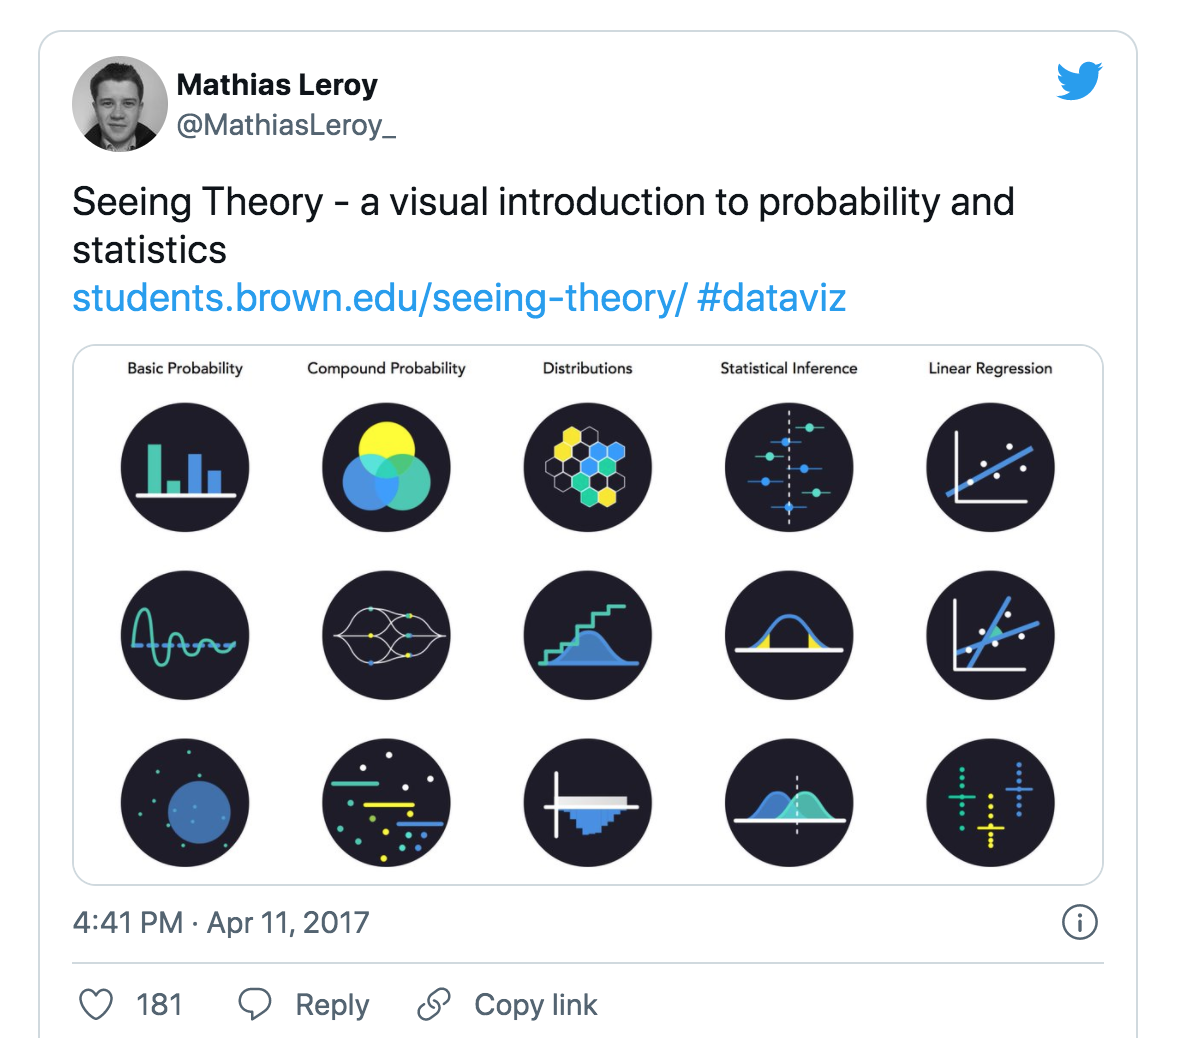 Mathias Leroy
@MathiasLeroy_
Seeing Theory - a visual introduction to probability and
statistics
students.brown.edu/seeing-theory/ #dataviz
Basic Probability
Compound Probability
Distributions
Statistical Inference
Linear Regression
4:41 PM · Apr 11, 2017
181
Reply
Copy link